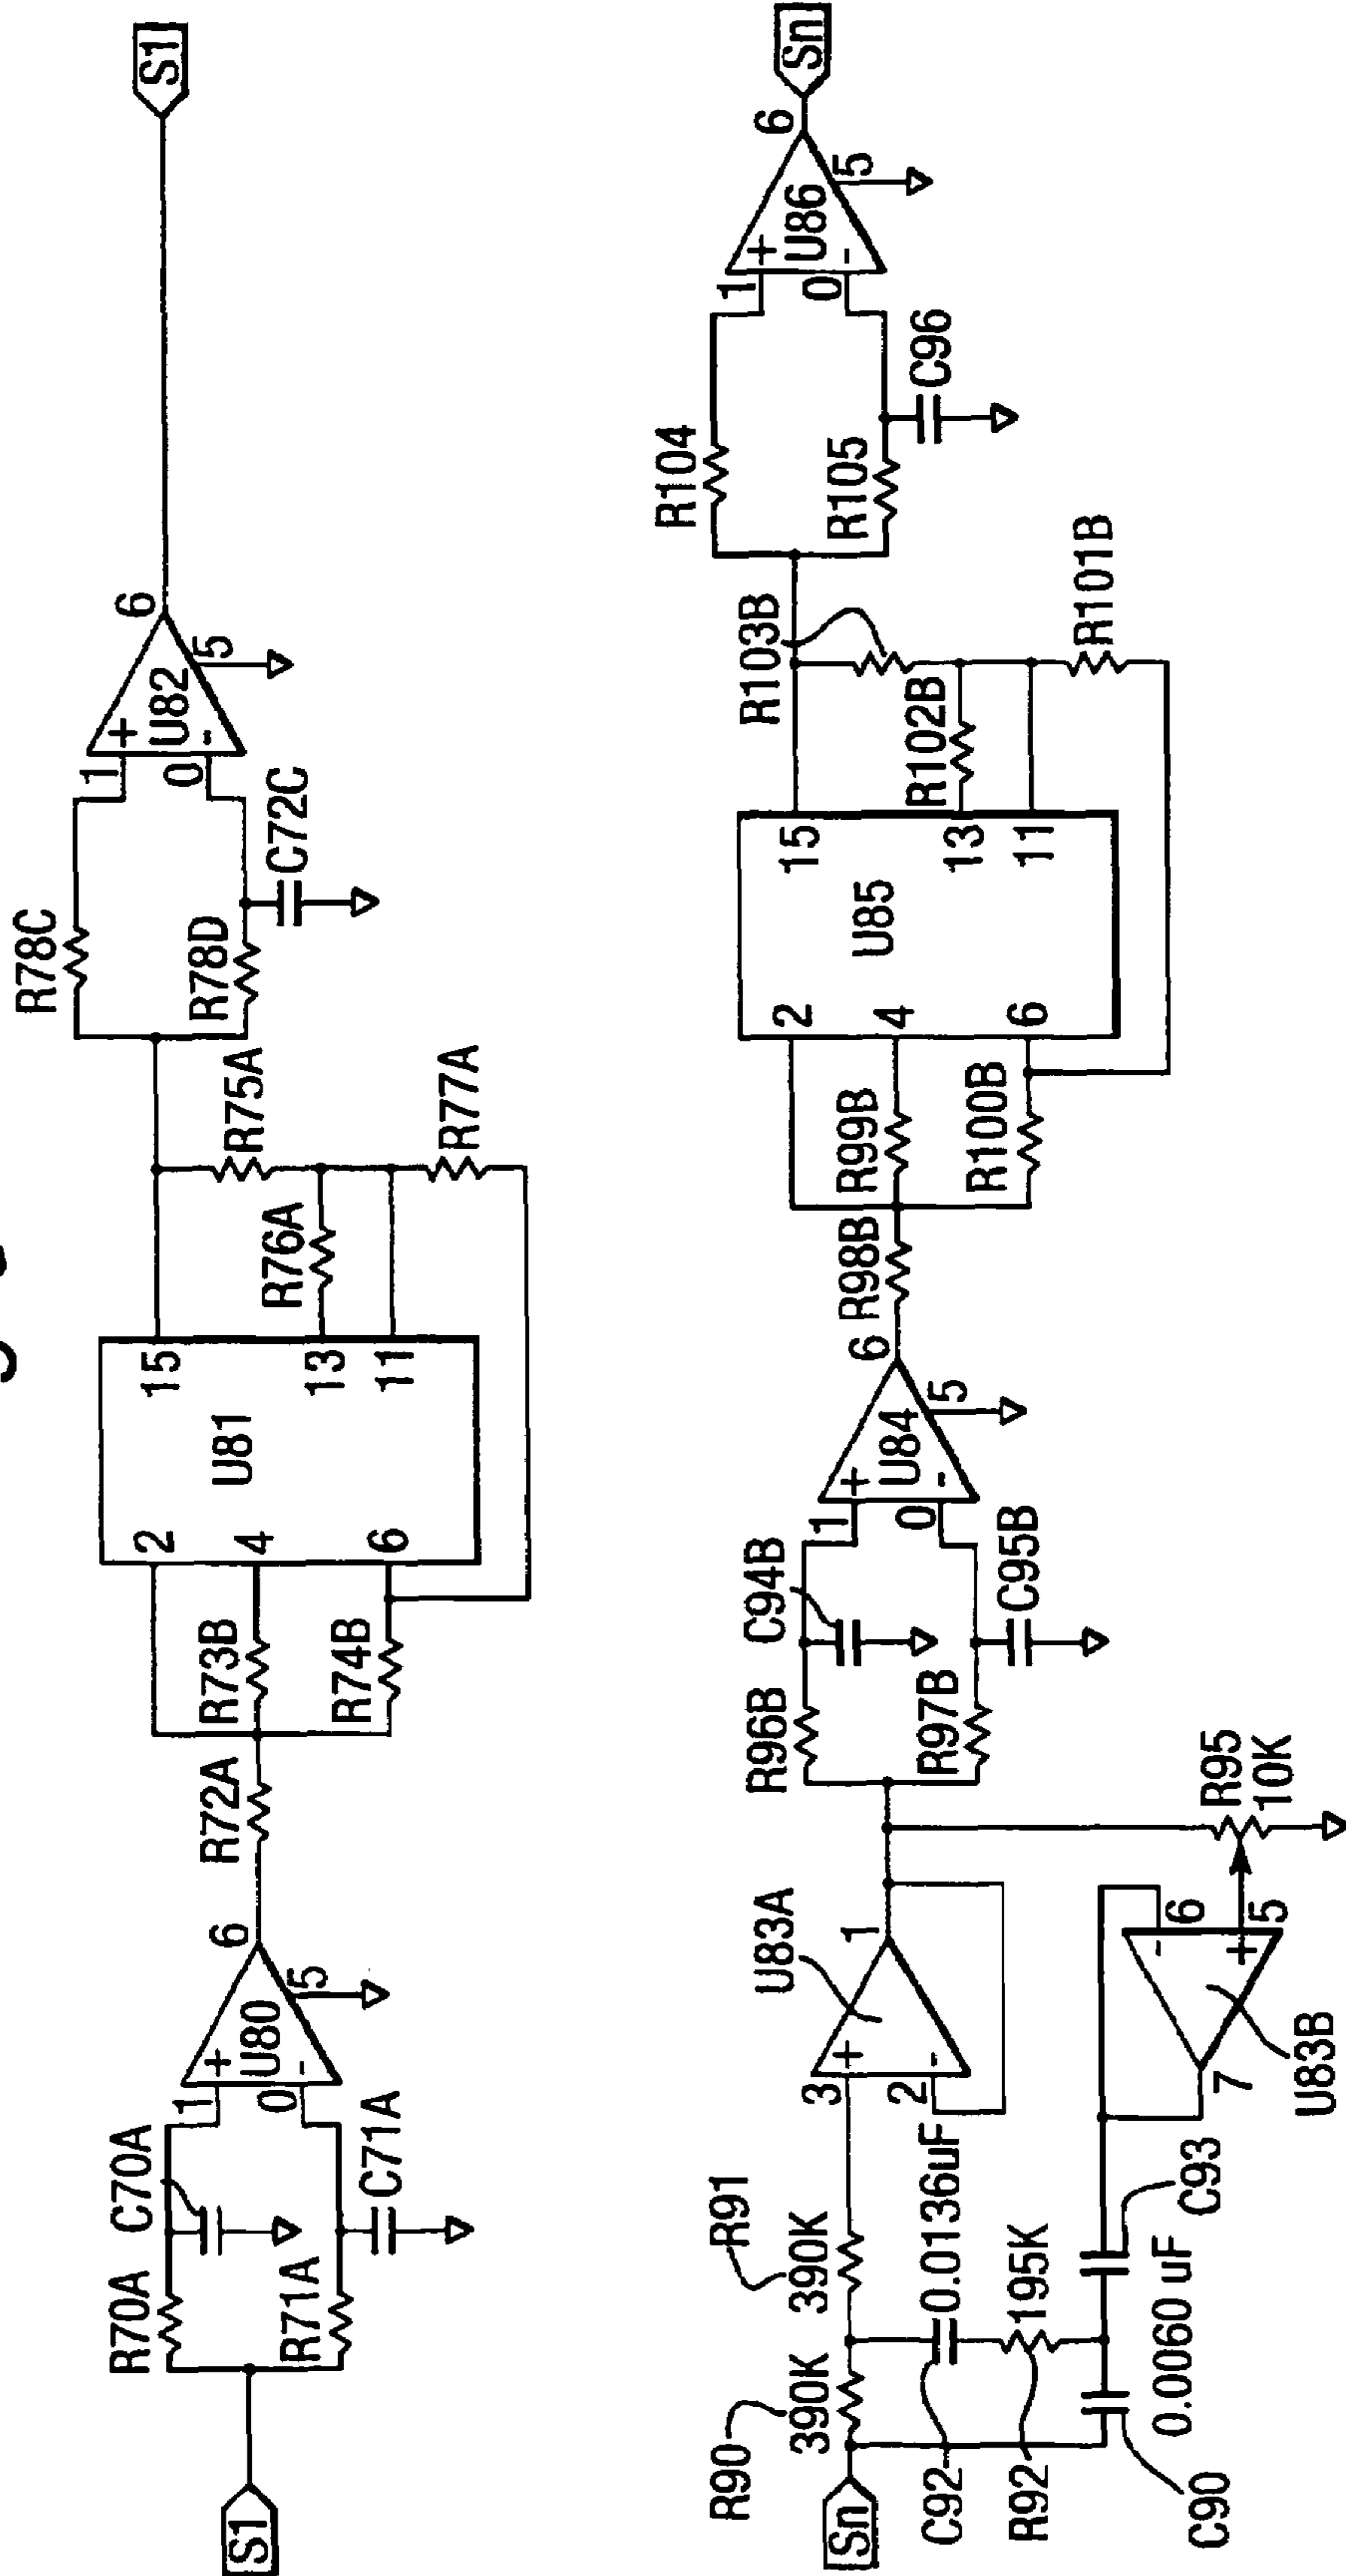 S1
R70A
C70A
R71A
C71A
1
0
+
-
U80
6
5
R72A
R73B
R74B
2
4
6
U81
15
13
11
R76A
R75A
R77A
R78C
R78D
C72C
1
0
+
-
U82
6
5
S1
Sn
R90
390K
R91
390K
C92
0.0136uF
R92
195K
C90
0.0060 uF
C93
3
2
+
-
U83A
1
7
U83B
-
+
6
5
R95
10K
R96B
C94B
R97B
C95B
1
0
+
-
U84
6
5
R98B
R99B
R100B
2
4
6
U85
15
13
11
R102B
R103B
R101B
R104
R105
C96
1
0
+
-
U86
6
5
Sn